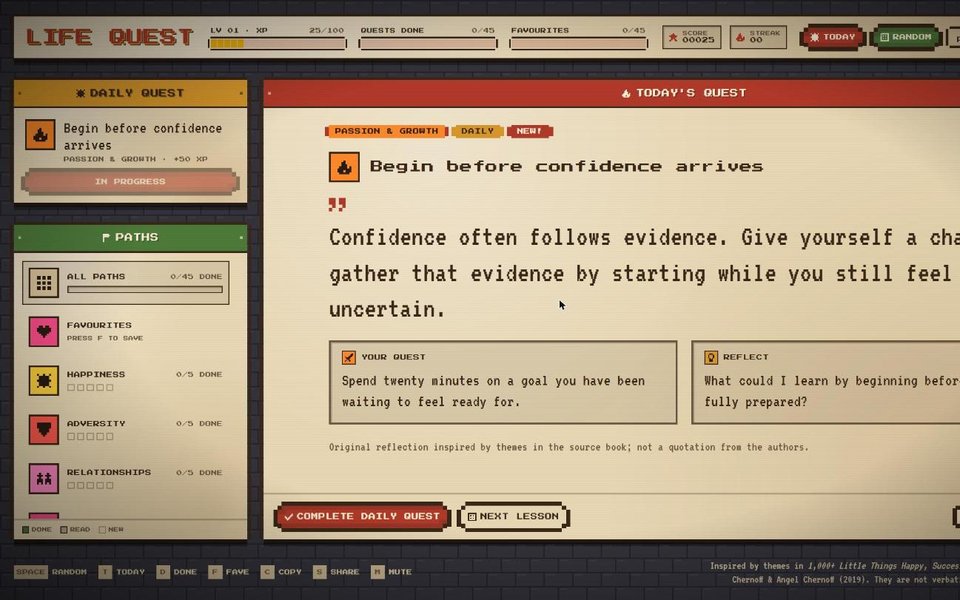 LIFE QUEST
LV 01 · XP 25/100
QUESTS DONE 0/45
FAVOURITES 0/45
SCORE
00025
STREAK
00
TODAY
RANDOM
DAILY QUEST
Begin before confidence
arrives
PASSION & GROWTH · +50 XP
IN PROGRESS
PATHS
ALL PATHS 0/45 DONE
FAVOURITES
PRESS F TO SAVE
HAPPINESS 0/5 DONE
ADVERSITY 0/5 DONE
RELATIONSHIPS 0/5 DONE
DONE READ NEW
TODAY'S QUEST
PASSION & GROWTH DAILY NEW!
Begin before confidence arrives
Confidence often follows evidence. Give yourself a cha
gather that evidence by starting while you still feel
uncertain.
YOUR QUEST
Spend twenty minutes on a goal you have been
waiting to feel ready for.
REFLECT
What could I learn by beginning befor
fully prepared?
Original reflection inspired by themes in the source book; not a quotation from the authors.
COMPLETE DAILY QUEST
NEXT LESSON
SPACE RANDOM T TODAY D DONE F FAVE C COPY S SHARE M MUTE
Inspired by themes in 1,000+ Little Things Happy, Succes
Chernoff & Angel Chernoff (2019). They are not verbat